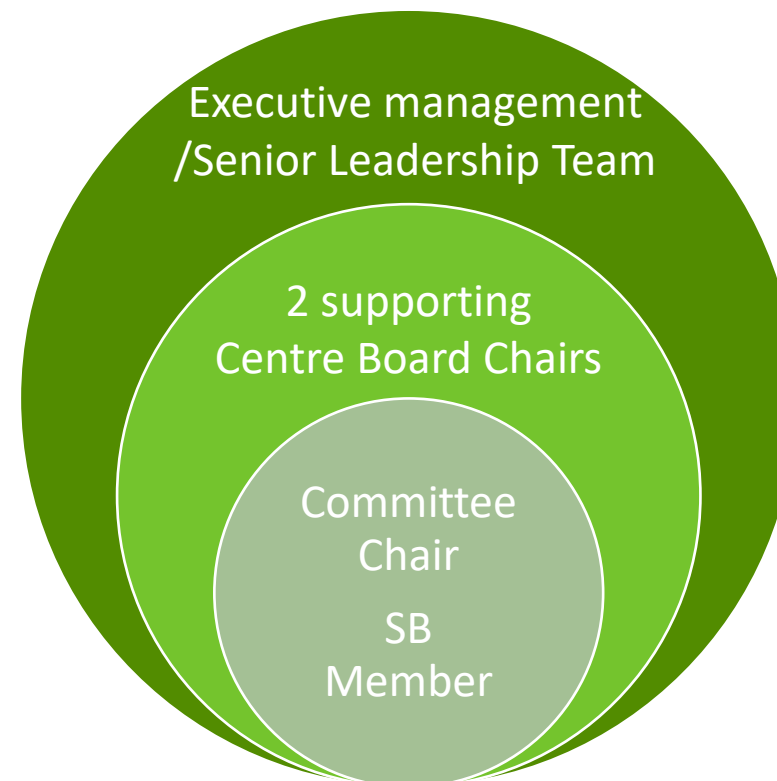 Executive management
/Senior Leadership Team
2 supporting
Centre Board Chairs
Committee
Chair
SB
Member